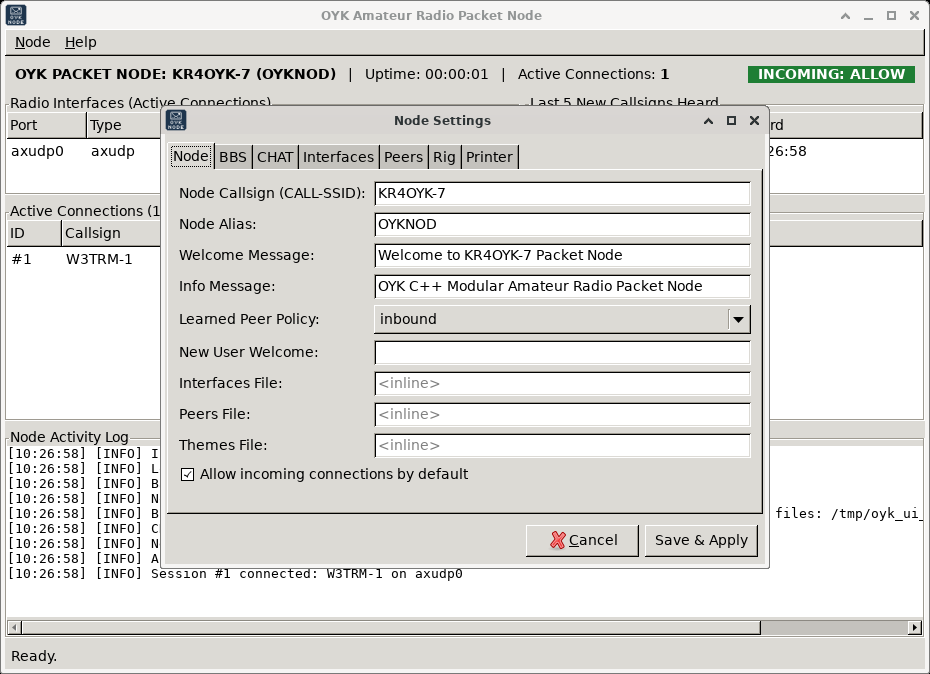 OYK Amateur Radio Packet Node
Node Help
OYK PACKET NODE: KR4OYK-7 (OYKNOD) | Uptime: 00:00:01 | Active Connections: 1 INCOMING: ALLOW
Radio Interfaces (Active Connections) Last 5 New Callsigns Heard
Port Type
axudp0 axudp 26:58
Active Connections (1
ID Callsign
#1 W3TRM-1
Node Settings
Node BBS CHAT Interfaces Peers Rig Printer
Node Callsign (CALL-SSID): KR4OYK-7
Node Alias: OYKNOD
Welcome Message: Welcome to KR4OYK-7 Packet Node
Info Message: OYK C++ Modular Amateur Radio Packet Node
Learned Peer Policy: inbound
New User Welcome:
Interfaces File: <inline>
Peers File: <inline>
Themes File: <inline>
Allow incoming connections by default
Cancel Save & Apply
Node Activity Log
[10:26:58] [INFO] I
[10:26:58] [INFO] L
[10:26:58] [INFO] B
[10:26:58] [INFO] N
[10:26:58] [INFO] B files: /tmp/oyk_ui_
[10:26:58] [INFO] C
[10:26:58] [INFO] N
[10:26:58] [INFO] A
[10:26:58] [INFO] Session #1 connected: W3TRM-1 on axudp0
Ready.